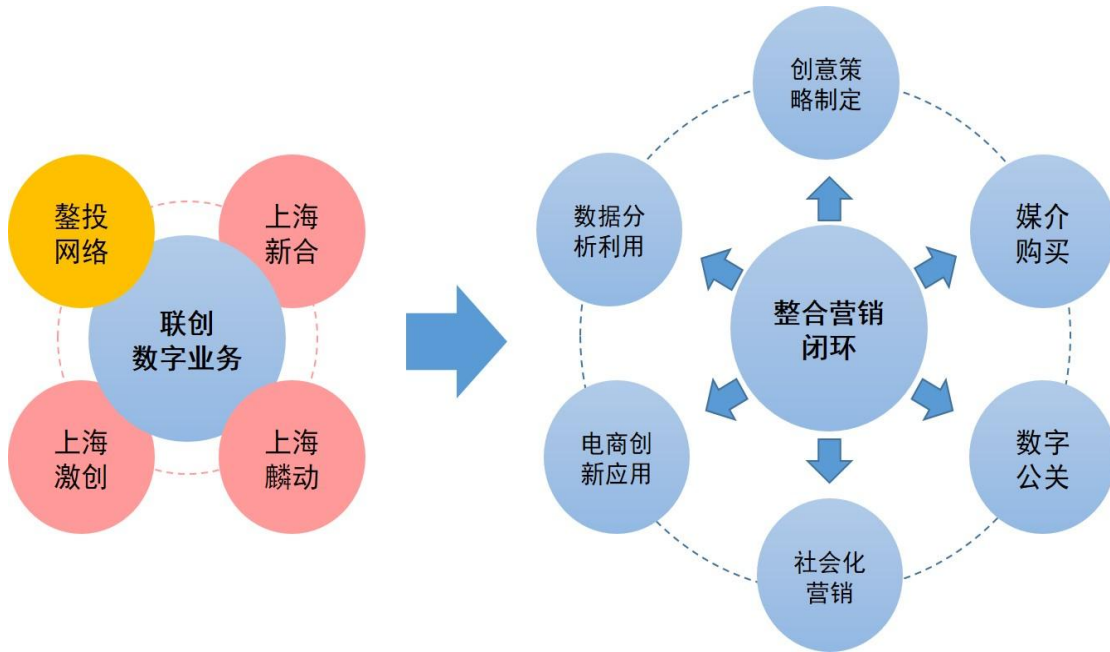 鏊投
网络
上海
新合
联创
数字业务
上海
激创
上海
麟动
创意策
略制定
数据分
析利用
媒介
购买
整合营销
闭环
电商创
新应用
数字
公关
社会化
营销